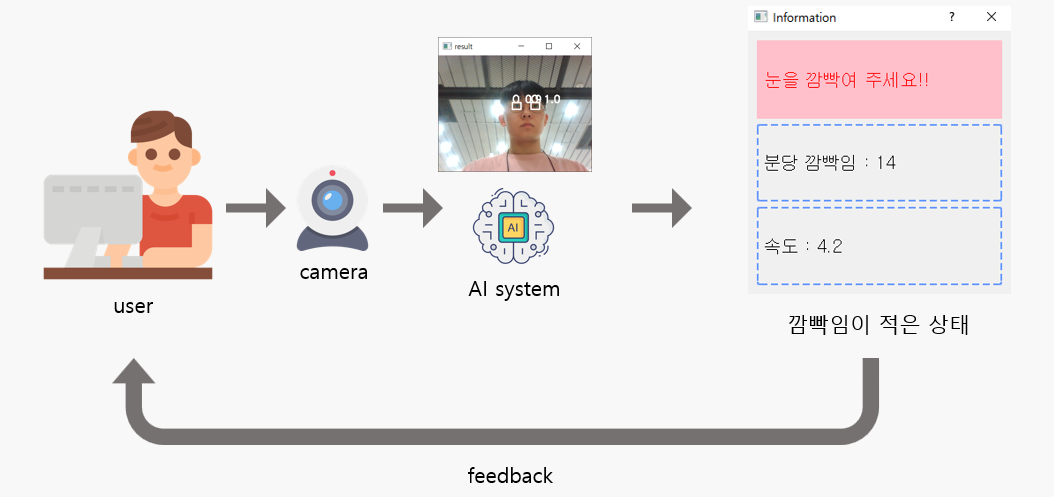 Information
?
result
눈을 깜빡여 주세요!!
분당 깜빡임 : 14
속도 : 4.2
AI
user
camera
AI system
깜빡임이 적은 상태
feedback